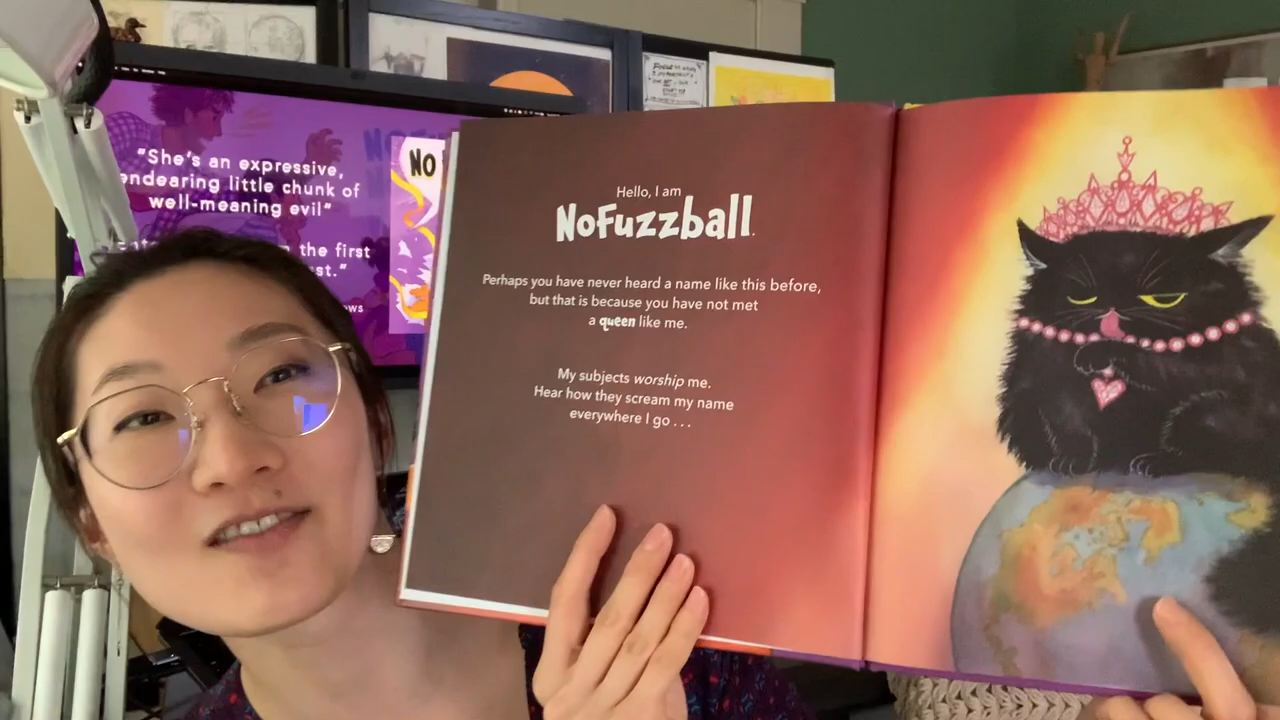 "She's an expressive,
endearing little chunk of
well-meaning evil"
the first
NO
Hello, I am
NoFuzzball.
Perhaps you have never heard a name like this before,
but that is because you have not met
a queen like me.
My subjects worship me.
Hear how they scream my name
everywhere I go . . .